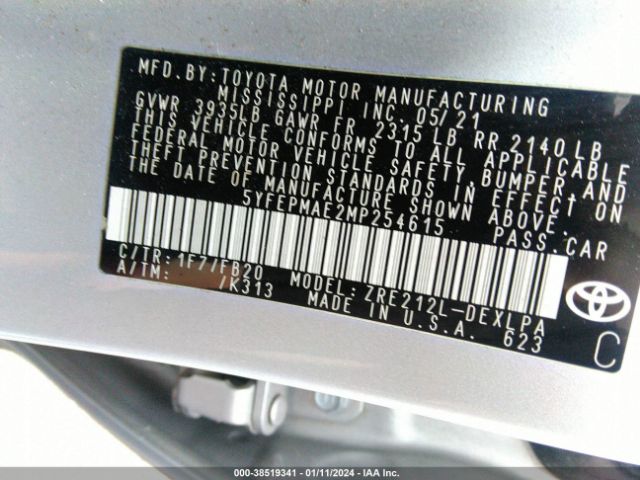 MFD.BY:TOYOTA MOTOR MANUFACTURING
MISSISSIPPI INC. 05/21
GVWR 3935LB GAWR FR 2315 LB RR 2140 LB
THIS VEHICLE CONFORMS TO ALL APPLICABLE
FEDERAL MOTOR VEHICLE SAFETY,BUMPER,AND
THEFT PREVENTION STANDARDS IN EFFECT ON
THE DATE OF MANUFACTURE SHOWN ABOVE.
5YFEPMAE2MP254615 PASS.CAR
C/TR:1F7/FB20 MODEL:ZRE212L-DEXLPA
A/TM: /K313 MADE IN U.S.A. 623
C
000-38519341 / 01/11/2024 / IAA Inc.